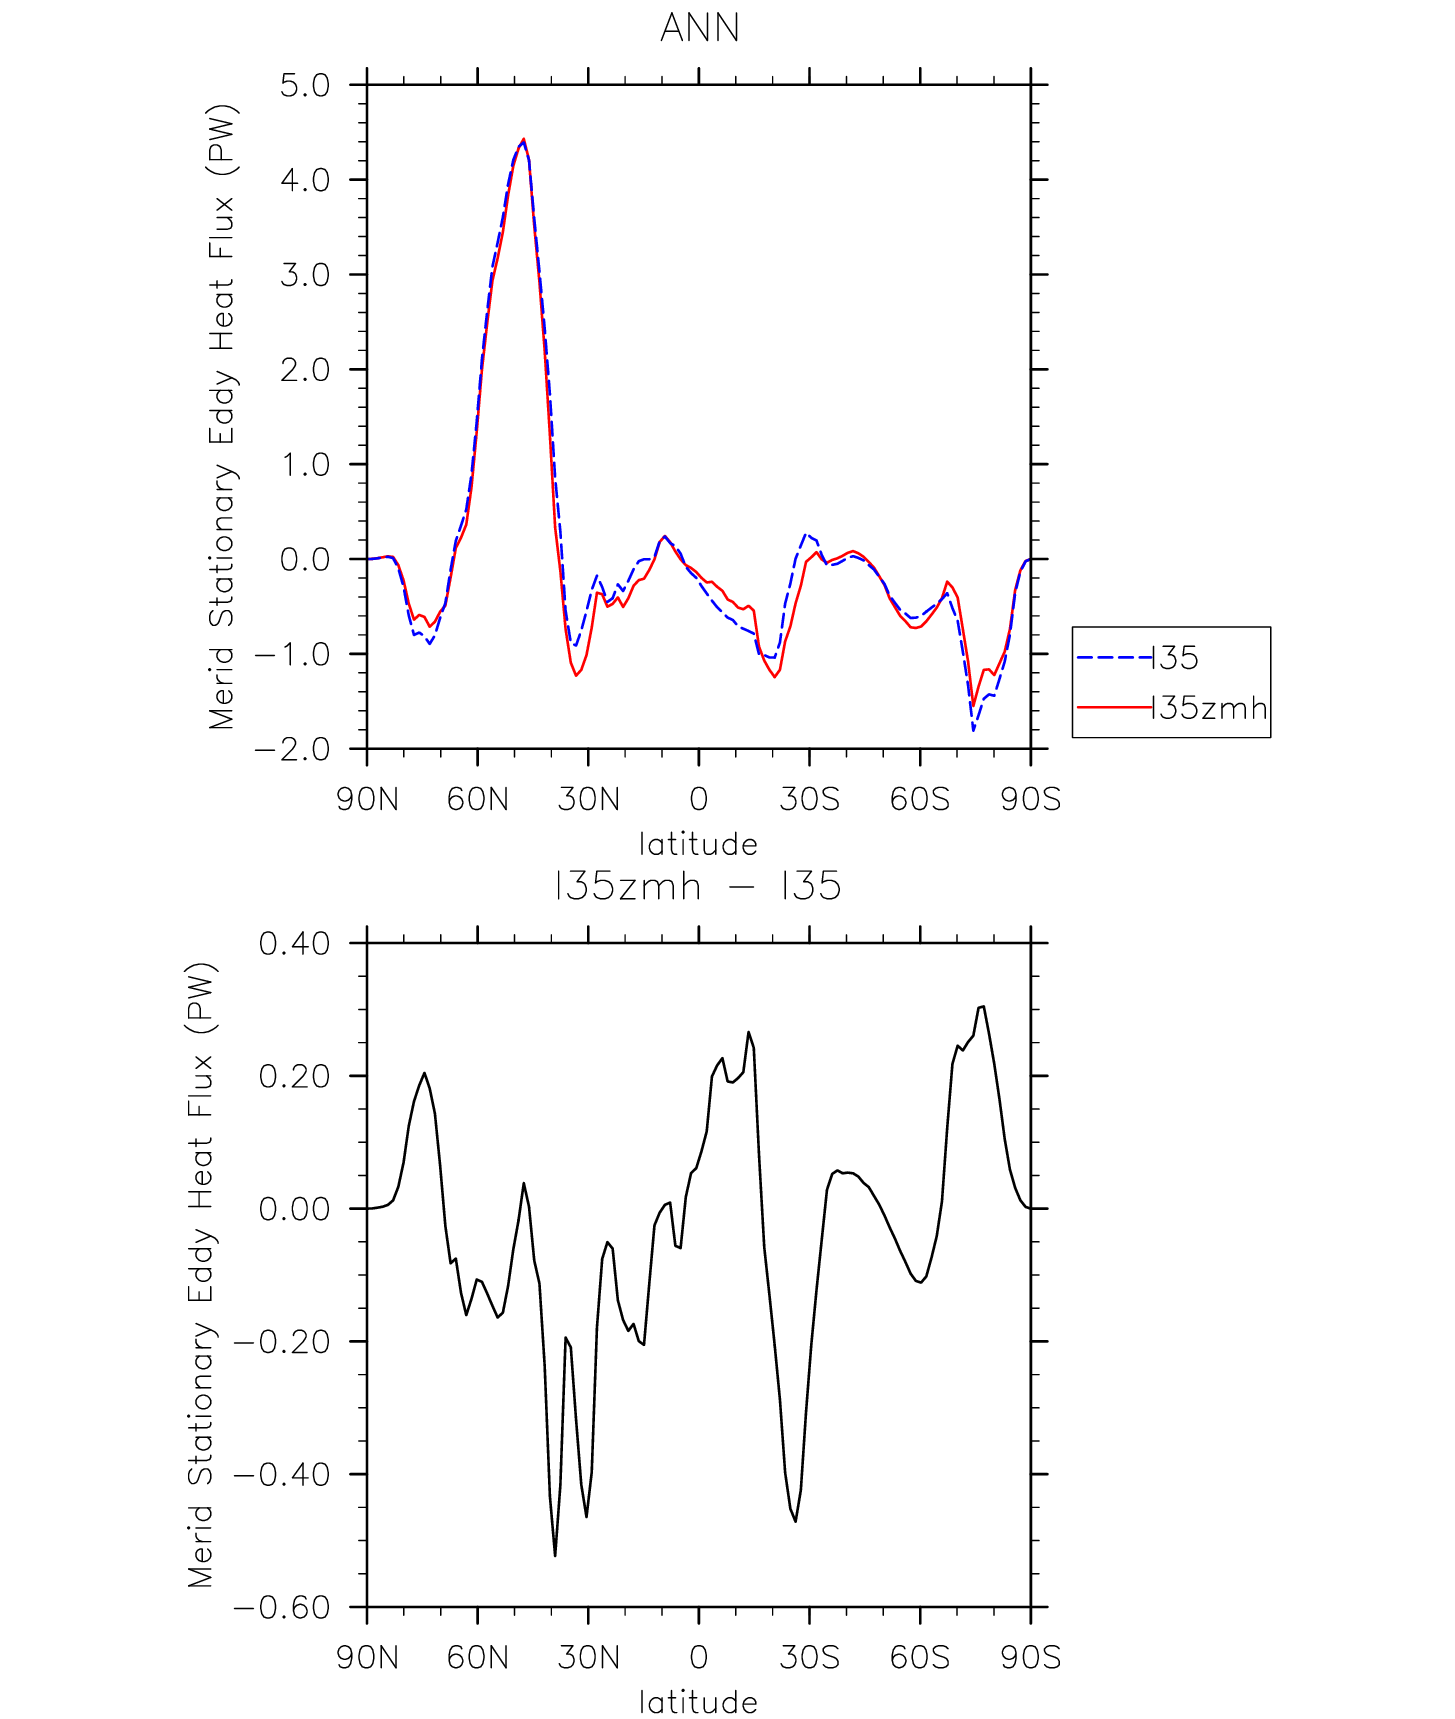 ANN
Merid Stationary Eddy Heat Flux (PW)
5.0
4.0
3.0
2.0
1.0
0.0
−1.0
−2.0
90N 60N 30N 0 30S 60S 90S
latitude
I35
I35zmh
I35zmh − I35
Merid Stationary Eddy Heat Flux (PW)
0.40
0.20
0.00
−0.20
−0.40
−0.60
90N 60N 30N 0 30S 60S 90S
latitude